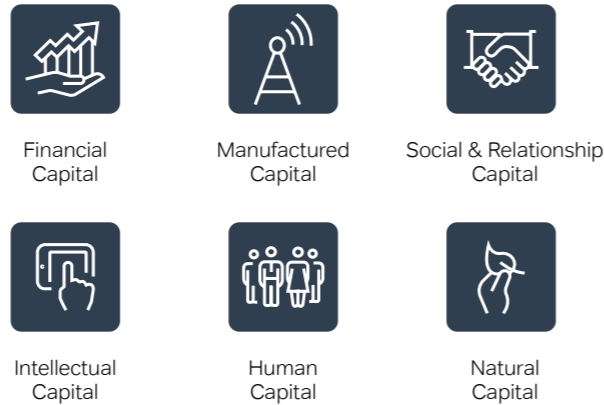 Financial
Capital
Manufactured
Capital
Social & Relationship
Capital
Intellectual
Capital
Human
Capital
Natural
Capital